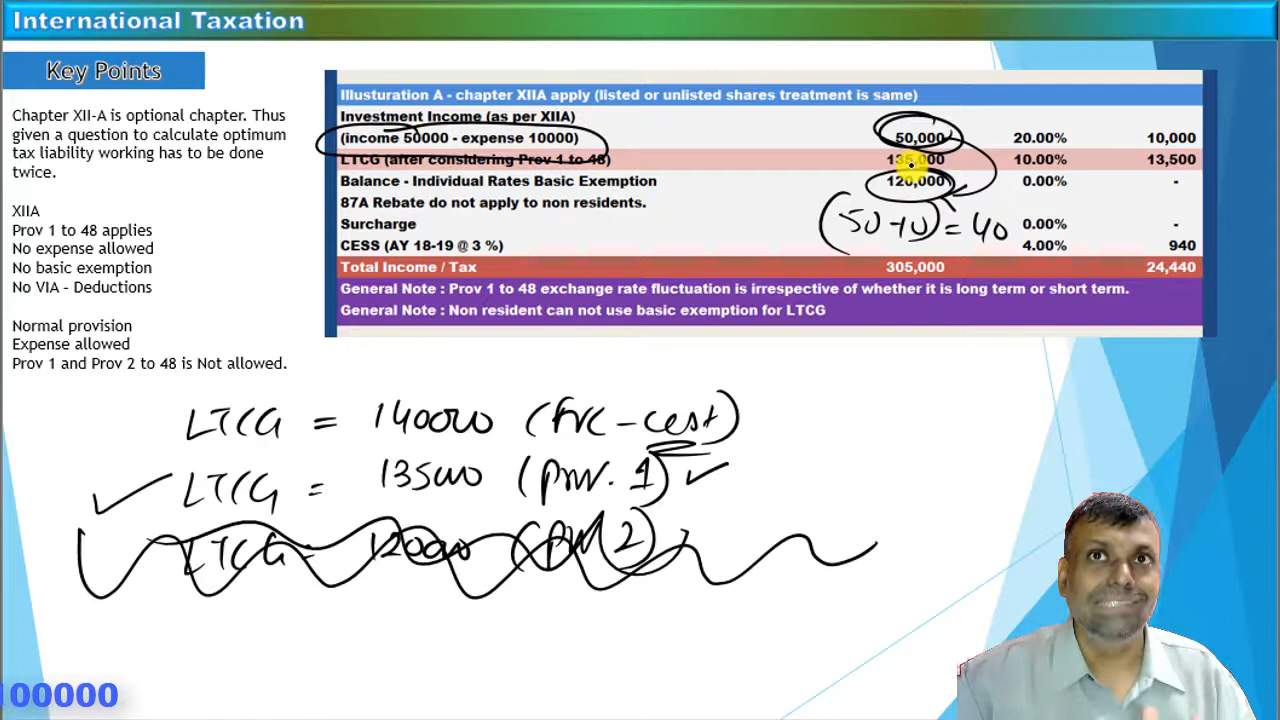 International Taxation
Key Points
Chapter XII-A is optional chapter. Thus
given a question to calculate optimum
tax liability working has to be done
twice.
XIIA
Prov 1 to 48 applies
No expense allowed
No basic exemption
No VIA – Deductions
Normal provision
Expense allowed
Prov 1 and Prov 2 to 48 is Not allowed.
Illusturation A - chapter XIIA apply (listed or unlisted shares treatment is same)
Investment Income (as per XIIA)
(income 50000 - expense 10000) 50,000 20.00% 10,000
LTCG (after considering Prov 1 to 48) 135,000 10.00% 13,500
Balance - Individual Rates Basic Exemption 120,000 0.00% -
87A Rebate do not apply to non residents.
Surcharge 0.00% -
CESS (AY 18-19 @ 3 %) 4.00% 940
Total Income / Tax 305,000 24,440
General Note : Prov 1 to 48 exchange rate fluctuation is irrespective of whether it is long term or short term.
General Note : Non resident can not use basic exemption for LTCG
= 40
LTCG = 140000 (FVC - cost)
LTCG = 135000 (Prov. 1)
LTCG = 120000
100000